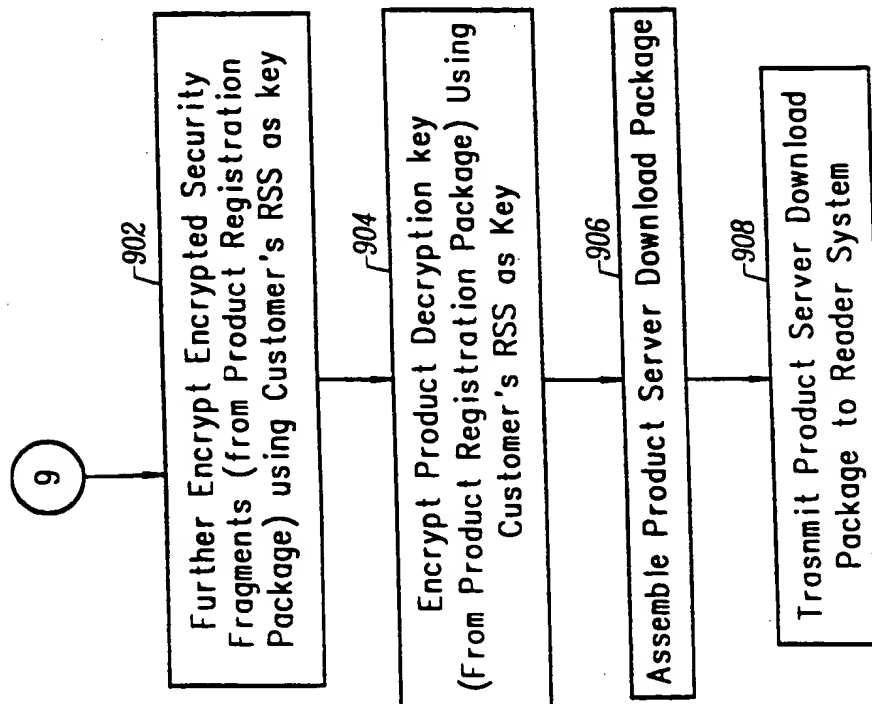 9
902
Further Encrypt Encrypted Security
Fragments (from Product Registration
Package) using Customer's RSS as key
904
Encrypt Product Decryption key
(From Product Registration Package) Using
Customer's RSS as Key
906
Assemble Product Server Download Package
908
Trasnmit Product Server Download
Package to Reader System